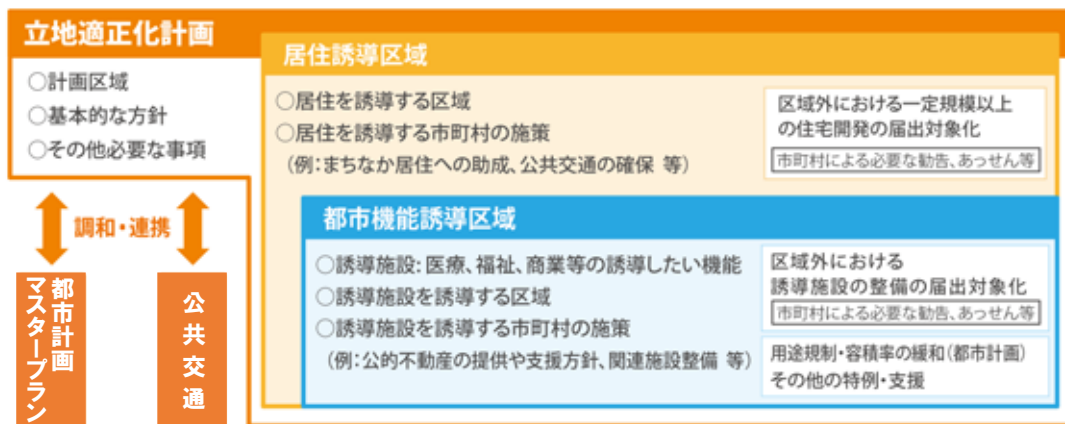 立地適正化計画
○計画区域
○基本的な方針
○その他必要な事項
調和・連携
都市計画
マスタープラン
公共交通
居住誘導区域
○居住を誘導する区域
○居住を誘導する市町村の施策
（例：まちなか居住への助成、公共交通の確保 等）
区域外における一定規模以上
の住宅開発の届出対象化
市町村による必要な勧告、あっせん等
都市機能誘導区域
○誘導施設：医療、福祉、商業等の誘導したい機能
○誘導施設を誘導する区域
○誘導施設を誘導する市町村の施策
（例：公的不動産の提供や支援方針、関連施設整備 等）
区域外における
誘導施設の整備の届出対象化
市町村による必要な勧告、あっせん等
用途規制・容積率の緩和（都市計画）
その他の特例・支援